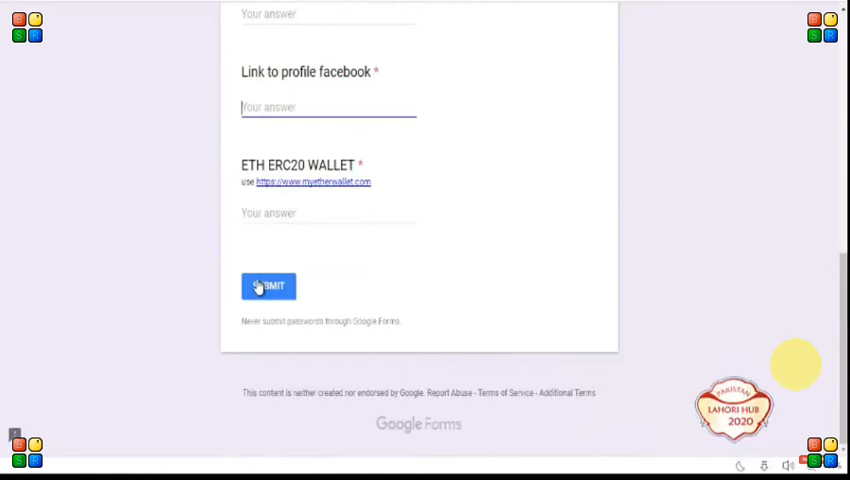 B
S R
B
S R
Your answer
Link to profile facebook *
Your answer
ETH ERC20 WALLET *
use https://www.myetherwallet.com
Your answer
Never submit passwords through Google Forms.
This content is neither created nor endorsed by Google. Report Abuse - Terms of Service - Additional Terms
Google Forms
PAKISTAN
LAHORI HUB
2020
B
S R
B
S R